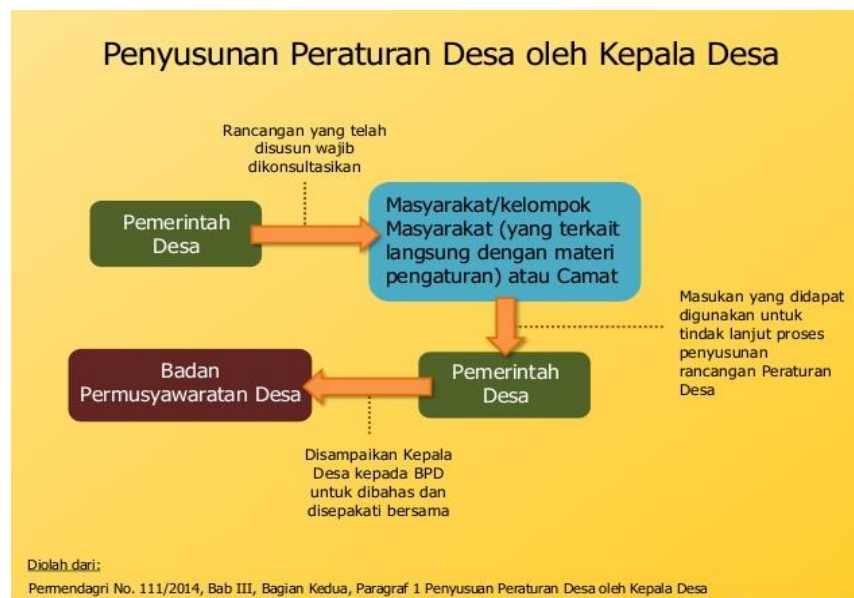 Penyusunan Peraturan Desa oleh Kepala Desa
Rancangan yang telah
disusun wajib
dikonsultasikan
Pemerintah
Desa
Masyarakat/kelompok
Masyarakat (yang terkait
langsung dengan materi
pengaturan) atau Camat
Masukan yang didapat
digunakan untuk
tindak lanjut proses
penyusunan
rancangan Peraturan
Desa
Badan
Permusyawaratan Desa
Pemerintah
Desa
Disampaikan Kepala
Desa kepada BPD
untuk dibahas dan
disepakati bersama
Diolah dari:
Permendagri No. 111/2014, Bab III, Bagian Kedua, Paragraf 1 Penyusuan Peraturan Desa oleh Kepala Desa